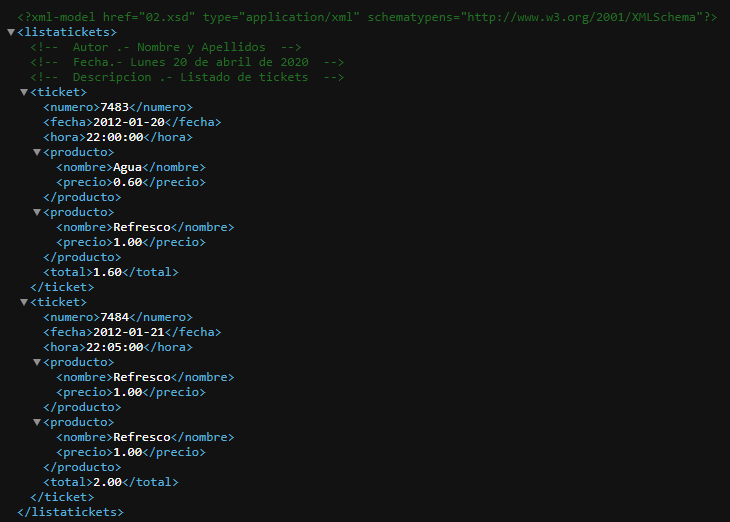 <?xml-model href="02.xsd" type="application/xml" schematypens="http://www.w3.org/2001/XMLSchema"?>
<listatickets>
<!--  Autor .- Nombre y Apellidos  -->
<!--  Fecha.- Lunes 20 de abril de 2020  -->
<!--  Descripcion .- Listado de tickets  -->
<ticket>
<numero>7483</numero>
<fecha>2012-01-20</fecha>
<hora>22:00:00</hora>
<producto>
<nombre>Agua</nombre>
<precio>0.60</precio>
</producto>
<producto>
<nombre>Refresco</nombre>
<precio>1.00</precio>
</producto>
<total>1.60</total>
</ticket>
<ticket>
<numero>7484</numero>
<fecha>2012-01-21</fecha>
<hora>22:05:00</hora>
<producto>
<nombre>Refresco</nombre>
<precio>1.00</precio>
</producto>
<producto>
<nombre>Refresco</nombre>
<precio>1.00</precio>
</producto>
<total>2.00</total>
</ticket>
</listatickets>